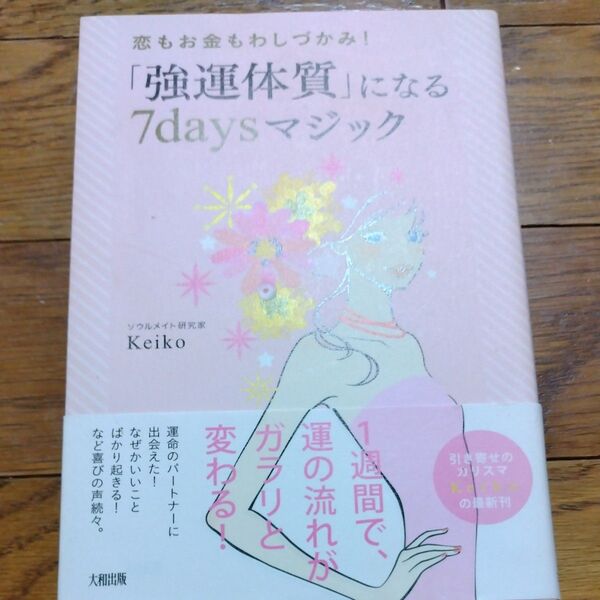 恋もお金もわしづかみ！
「強運体質」になる
7daysマジック
ソウルメイト研究家
Keiko
1週間で、
運の流れが
ガラリと
変わる！
引き寄せの
カリスマ
Keiko
の最新刊
運命のパートナーに
出会えた！
なぜかいいこと
ばかり起きる！
など喜びの声続々。
大和出版